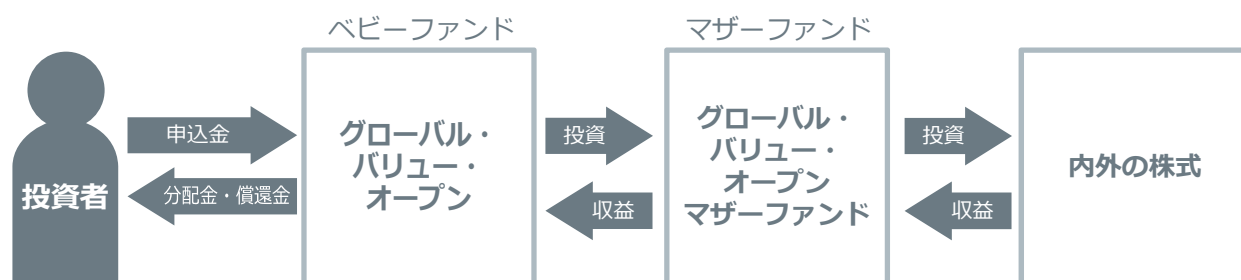 ベビーファンド
マザーファンド
投資者
申込金
分配金・償還金
グローバル・
バリュー・
オープン
投資
収益
グローバル・
バリュー・
オープン
マザーファンド
投資
収益
内外の株式